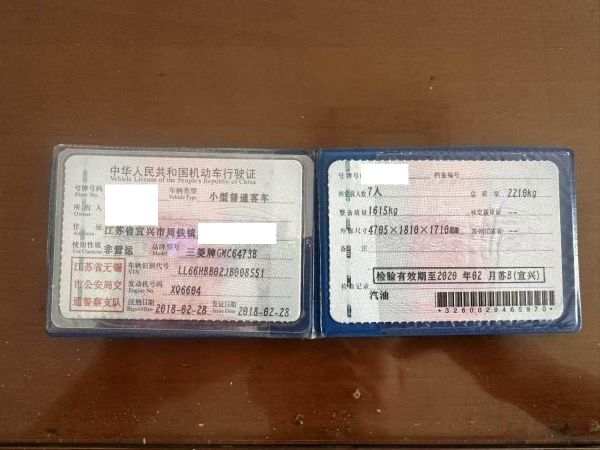 中华人民共和国机动车行驶证
Vehicle License of the People's Republic of China
号牌号码
Plate No.
车辆类型
Vehicle Type
小型普通客车
所有人
Owner
住址
江苏省宜兴市周铁镇
使用性质
Use Character
非营运
品牌型号
Model
三菱牌GMC6473B
江苏省无锡
市公安局交
通警察支队
车辆识别代号
VIN
LL66HBB02JB008551
发动机号码
Engine No.
XQ6604
注册日期
Register Date
2018-02-28
发证日期
Issue Date
2018-02-28
号牌号码
档案编号
核定载人数
7人
总质量
2210kg
整备质量
1615kg
核定载质量
--
外廓尺寸
4705×1810×1710mm
准牵引总质量
--
检验有效期至2020 年02 月苏B(宜兴)
检验记录
汽油
*3260029465970*